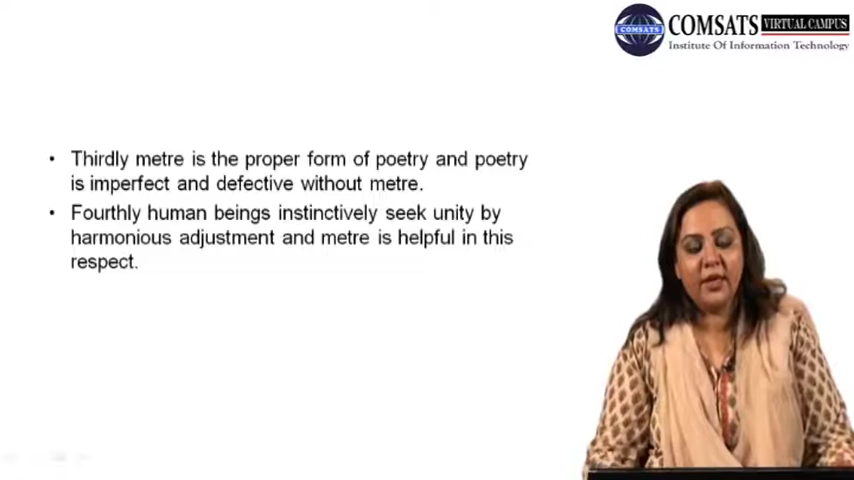 COMSATS VIRTUAL CAMPUS
Institute Of Information Technology
COMSATS
• Thirdly metre is the proper form of poetry and poetry
is imperfect and defective without metre.
• Fourthly human beings instinctively seek unity by
harmonious adjustment and metre is helpful in this
respect.